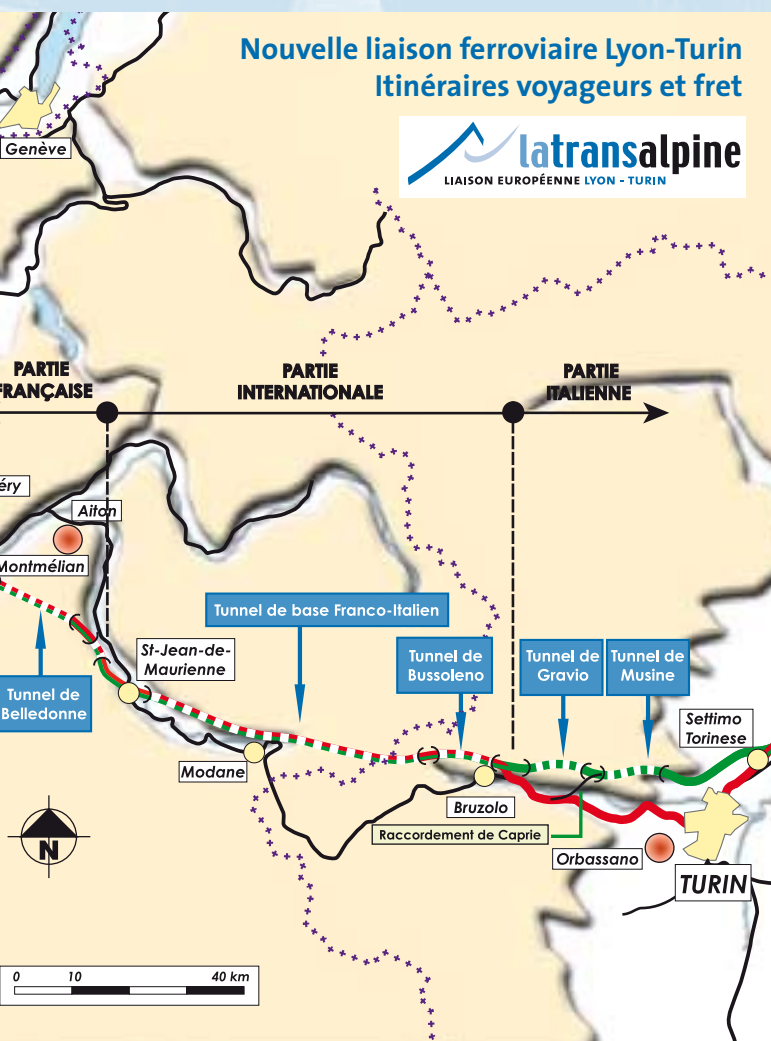 Nouvelle liaison ferroviaire Lyon-Turin
Itinéraires voyageurs et fret
Genève
latransalpine
LIAISON EUROPÉENNE LYON - TURIN
PARTIE
FRANÇAISE
PARTIE
INTERNATIONALE
PARTIE
ITALIENNE
éry
Aiton
Montmélian
Tunnel de base Franco-Italien
St-Jean-de-
Maurienne
Tunnel de
Bussoleno
Tunnel de
Gravio
Tunnel de
Musine
Tunnel de
Belledonne
Settimo
Torinese
Modane
Bruzolo
Raccordement de Caprie
N
Orbassano
TURIN
0 10 40 km